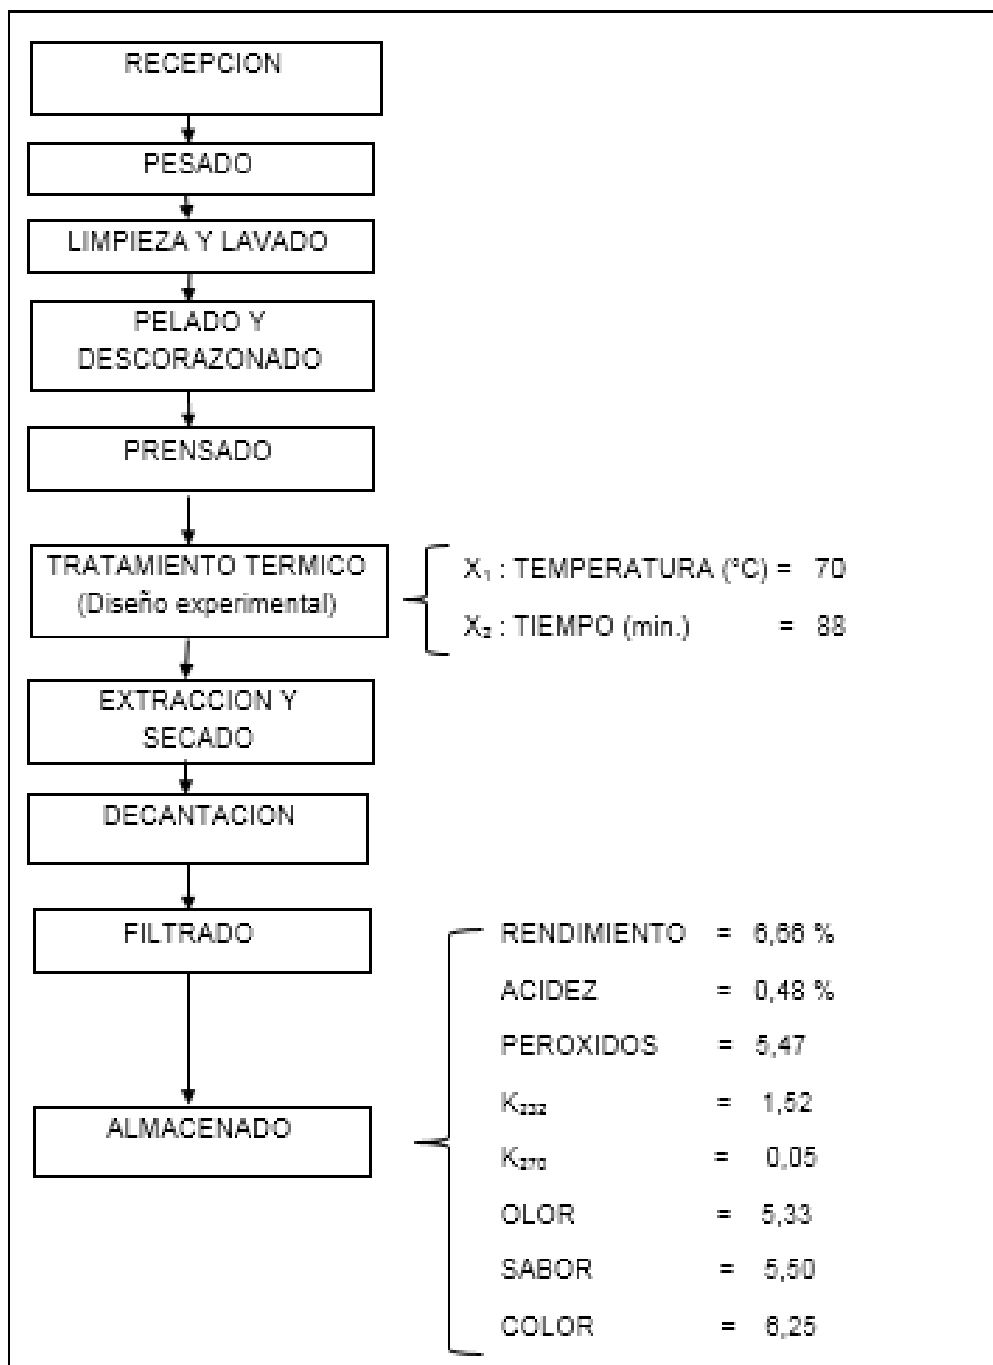 RECEPCION
PESADO
LIMPIEZA Y LAVADO
PELADO Y
DESCORAZONADO
PRENSADO
TRATAMIENTO TERMICO
(Diseño experimental)
X₁ : TEMPERATURA (°C) = 70
X₂ : TIEMPO (min.) = 88
EXTRACCION Y
SECADO
DECANTACION
FILTRADO
ALMACENADO
RENDIMIENTO = 6,66 %
ACIDEZ = 0,48 %
PEROXIDOS = 5,47
K₂₃₂ = 1,52
K₂₇₀ = 0,05
OLOR = 5,33
SABOR = 5,50
COLOR = 6,25